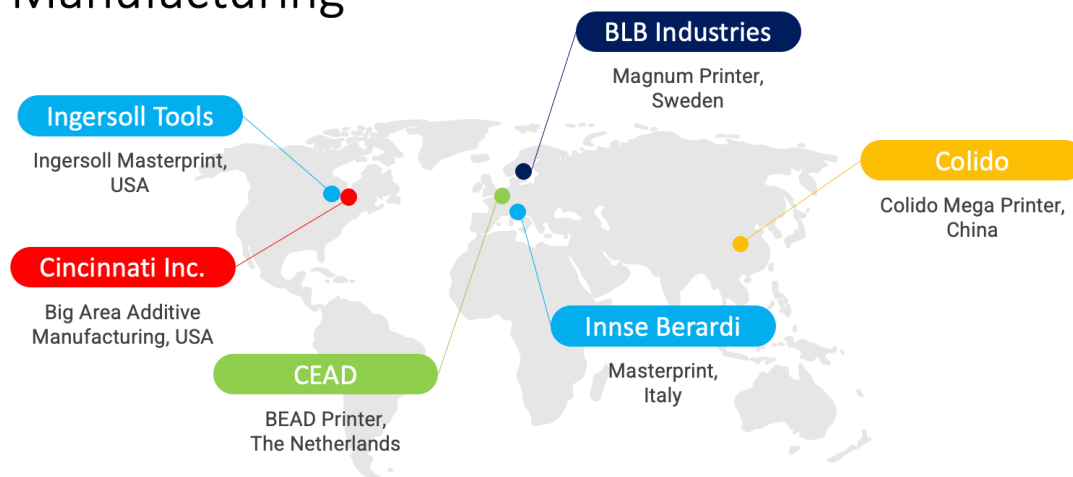 Manufacturing
BLB Industries
Magnum Printer,
Sweden
Ingersoll Tools
Ingersoll Masterprint,
USA
Colido
Colido Mega Printer,
China
Cincinnati Inc.
Big Area Additive
Manufacturing, USA
Innse Berardi
Masterprint,
Italy
CEAD
BEAD Printer,
The Netherlands